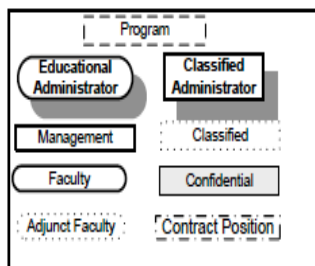 Program
Educational
Administrator
Classified
Administrator
Management
Classified
Faculty
Confidential
Adjunct Faculty
Contract Position